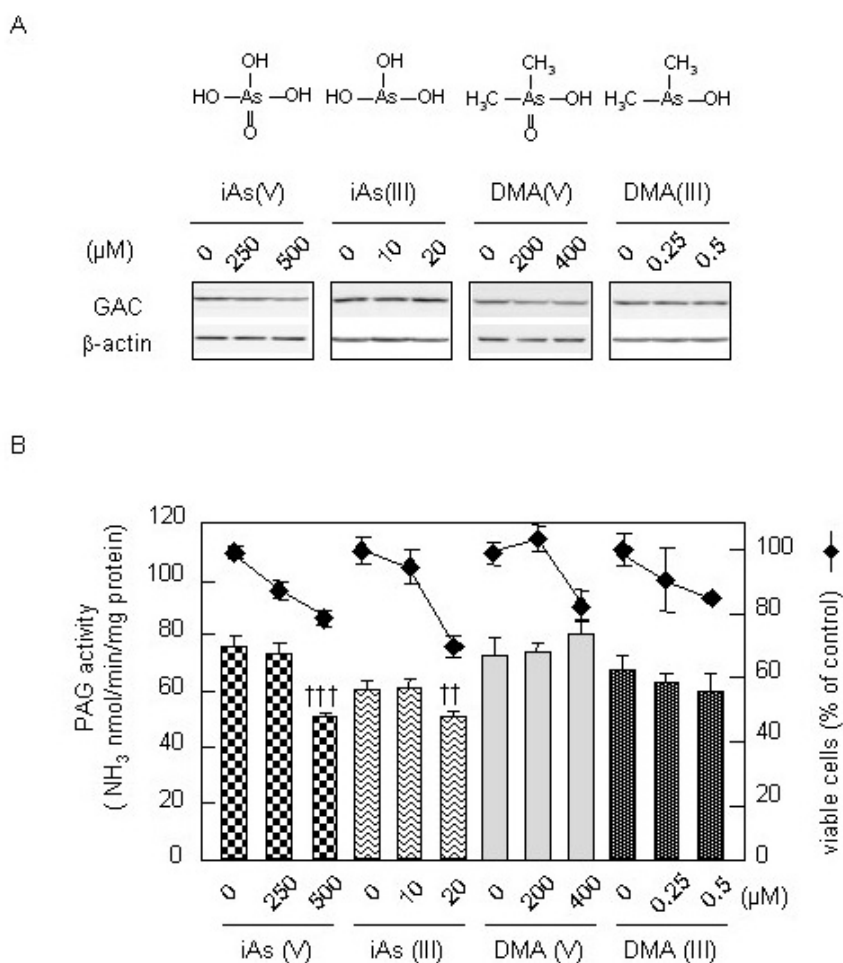 A
OH
HO—As—OH
O
OH
HO—As—OH
CH3
H3C—As—OH
O
CH3
H3C—As—OH
iAs(V) iAs(III) DMA(V) DMA(III)
(µM) 0 250 500 0 10 20 0 200 400 0 0.25 0.5
GAC
β-actin
B
PAG activity
( NH3 nmol/min/mg protein)
120
100
80
60
40
20
0
††† ††
100
80
60
40
20
0
viable cells (% of control)
0 250 500 0 10 20 0 200 400 0 0.25 0.5 (µM)
iAs (V) iAs (III) DMA (V) DMA (III)